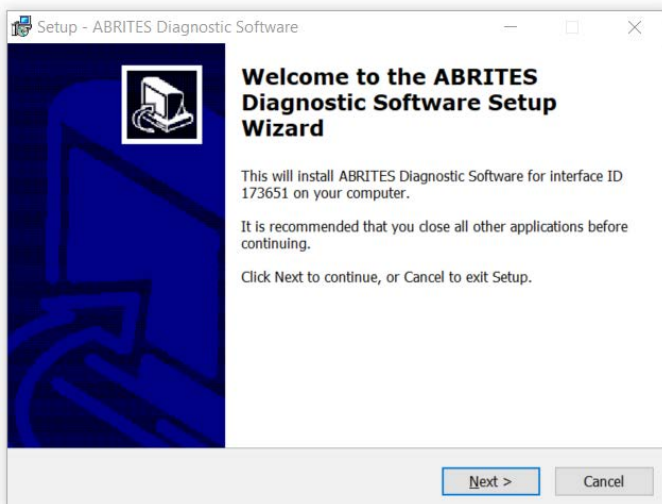 Setup - ABRITES Diagnostic Software
Welcome to the ABRITES
Diagnostic Software Setup
Wizard
This will install ABRITES Diagnostic Software for interface ID
173651 on your computer.
It is recommended that you close all other applications before
continuing.
Click Next to continue, or Cancel to exit Setup.
Next >
Cancel